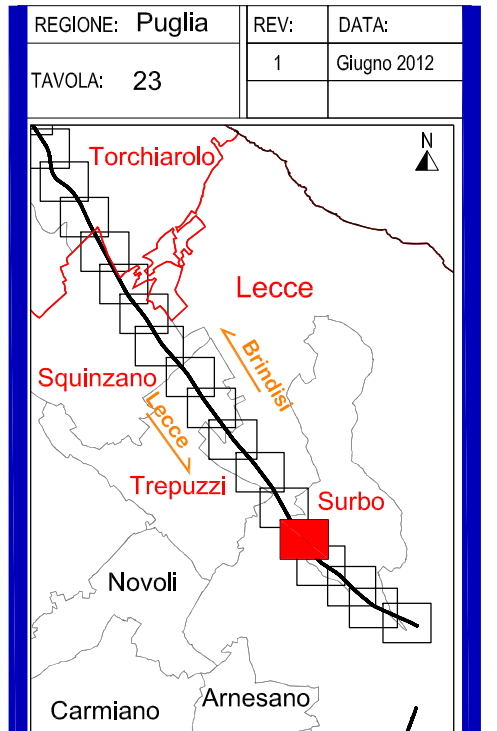 REGIONE: Puglia
REV:
DATA:
1
Giugno 2012
TAVOLA: 23
N
Torchiarolo
Lecce
Brindisi
Squinzano
Lecce
Trepuzzi
Surbo
Novoli
Arnesano
Carmiano